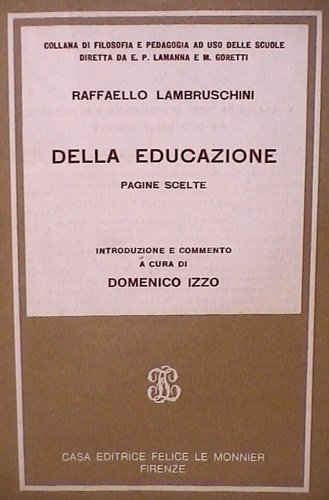 COLLANA DI FILOSOFIA E PEDAGOGIA AD USO DELLE SCUOLE
DIRETTA DA E. P. LAMANNA E M. GORETTI
RAFFAELLO LAMBRUSCHINI
DELLA EDUCAZIONE
PAGINE SCELTE
INTRODUZIONE E COMMENTO
A CURA DI
DOMENICO IZZO
CASA EDITRICE FELICE LE MONNIER
FIRENZE